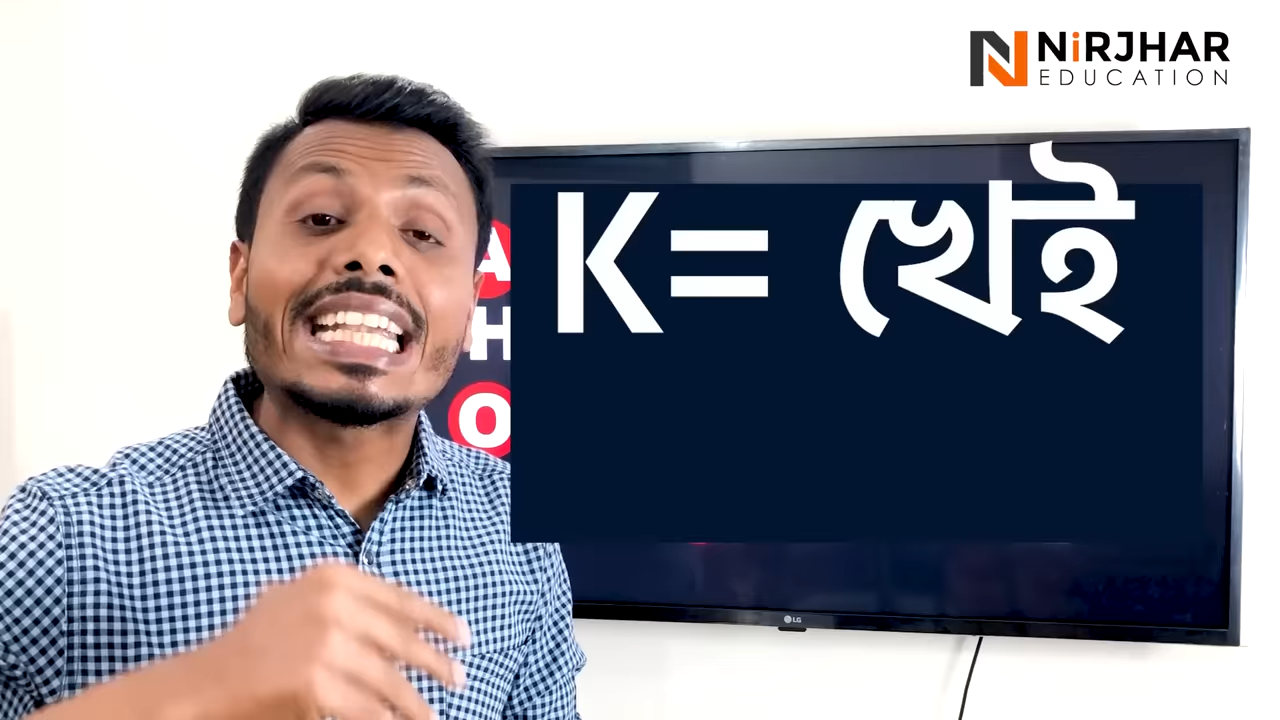 NiRJHAR
EDUCATION
K= খেই
A
H
O
LG